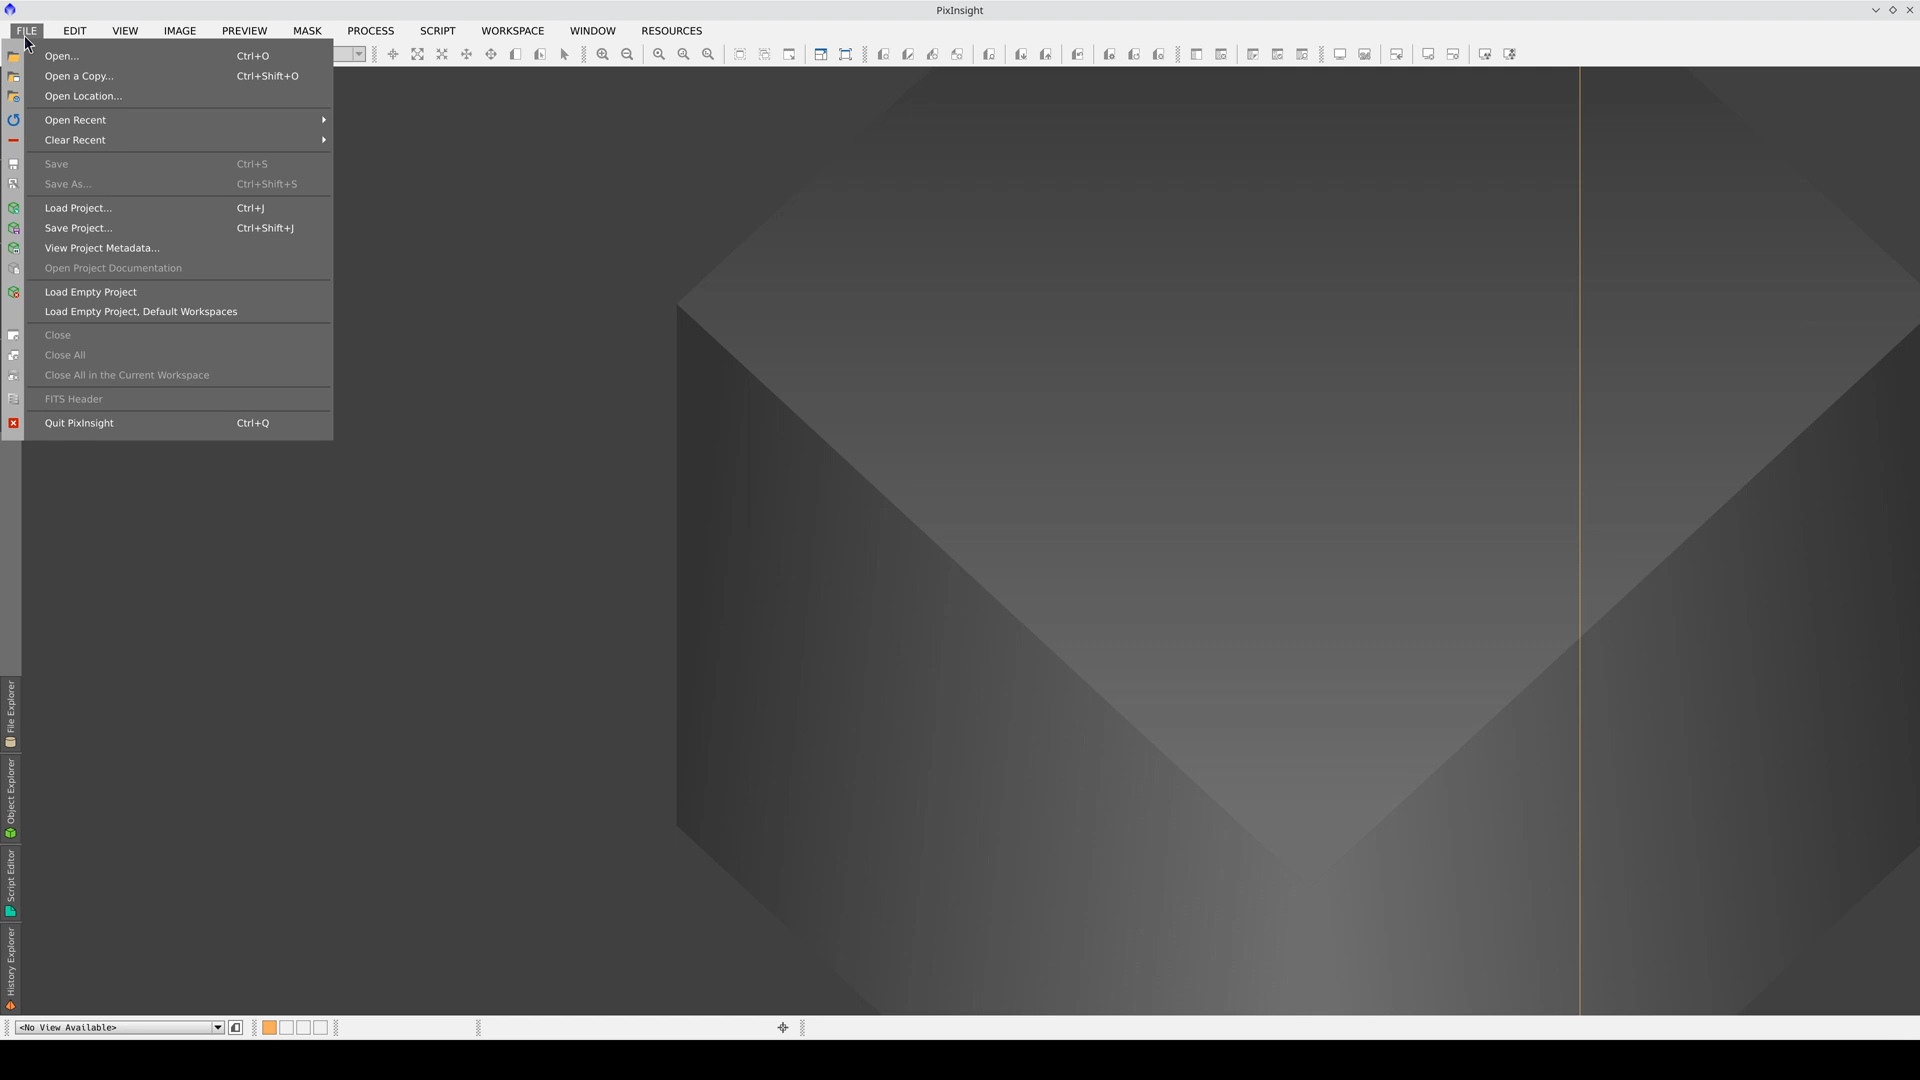 PixInsight
FILE EDIT VIEW IMAGE PREVIEW MASK PROCESS SCRIPT WORKSPACE WINDOW RESOURCES
Open... Ctrl+O
Open a Copy... Ctrl+Shift+O
Open Location...
Open Recent
Clear Recent
Save Ctrl+S
Save As... Ctrl+Shift+S
Load Project... Ctrl+J
Save Project... Ctrl+Shift+J
View Project Metadata...
Open Project Documentation
Load Empty Project
Load Empty Project, Default Workspaces
Close
Close All
Close All in the Current Workspace
FITS Header
Quit PixInsight Ctrl+Q
File Explorer
Object Explorer
Script Editor
History Explorer
<No View Available>